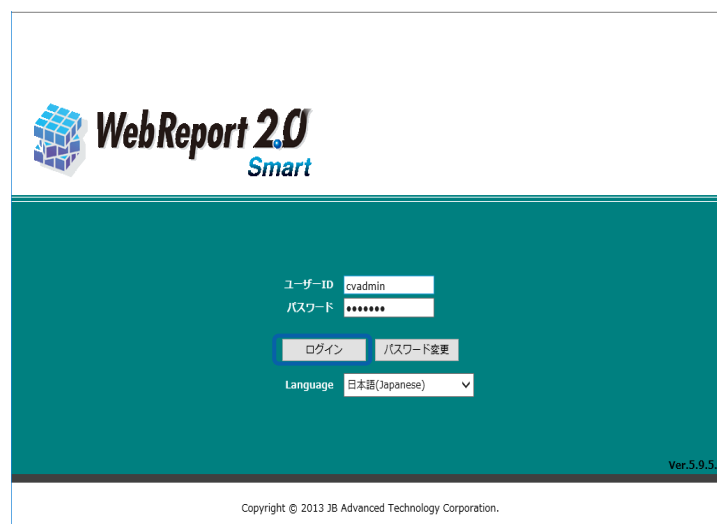 WebReport 2.0
Smart
ユーザーID cvadmin
パスワード •••••••
ログイン パスワード変更
Language 日本語(Japanese)
Ver.5.9.5.
Copyright © 2013 JB Advanced Technology Corporation.